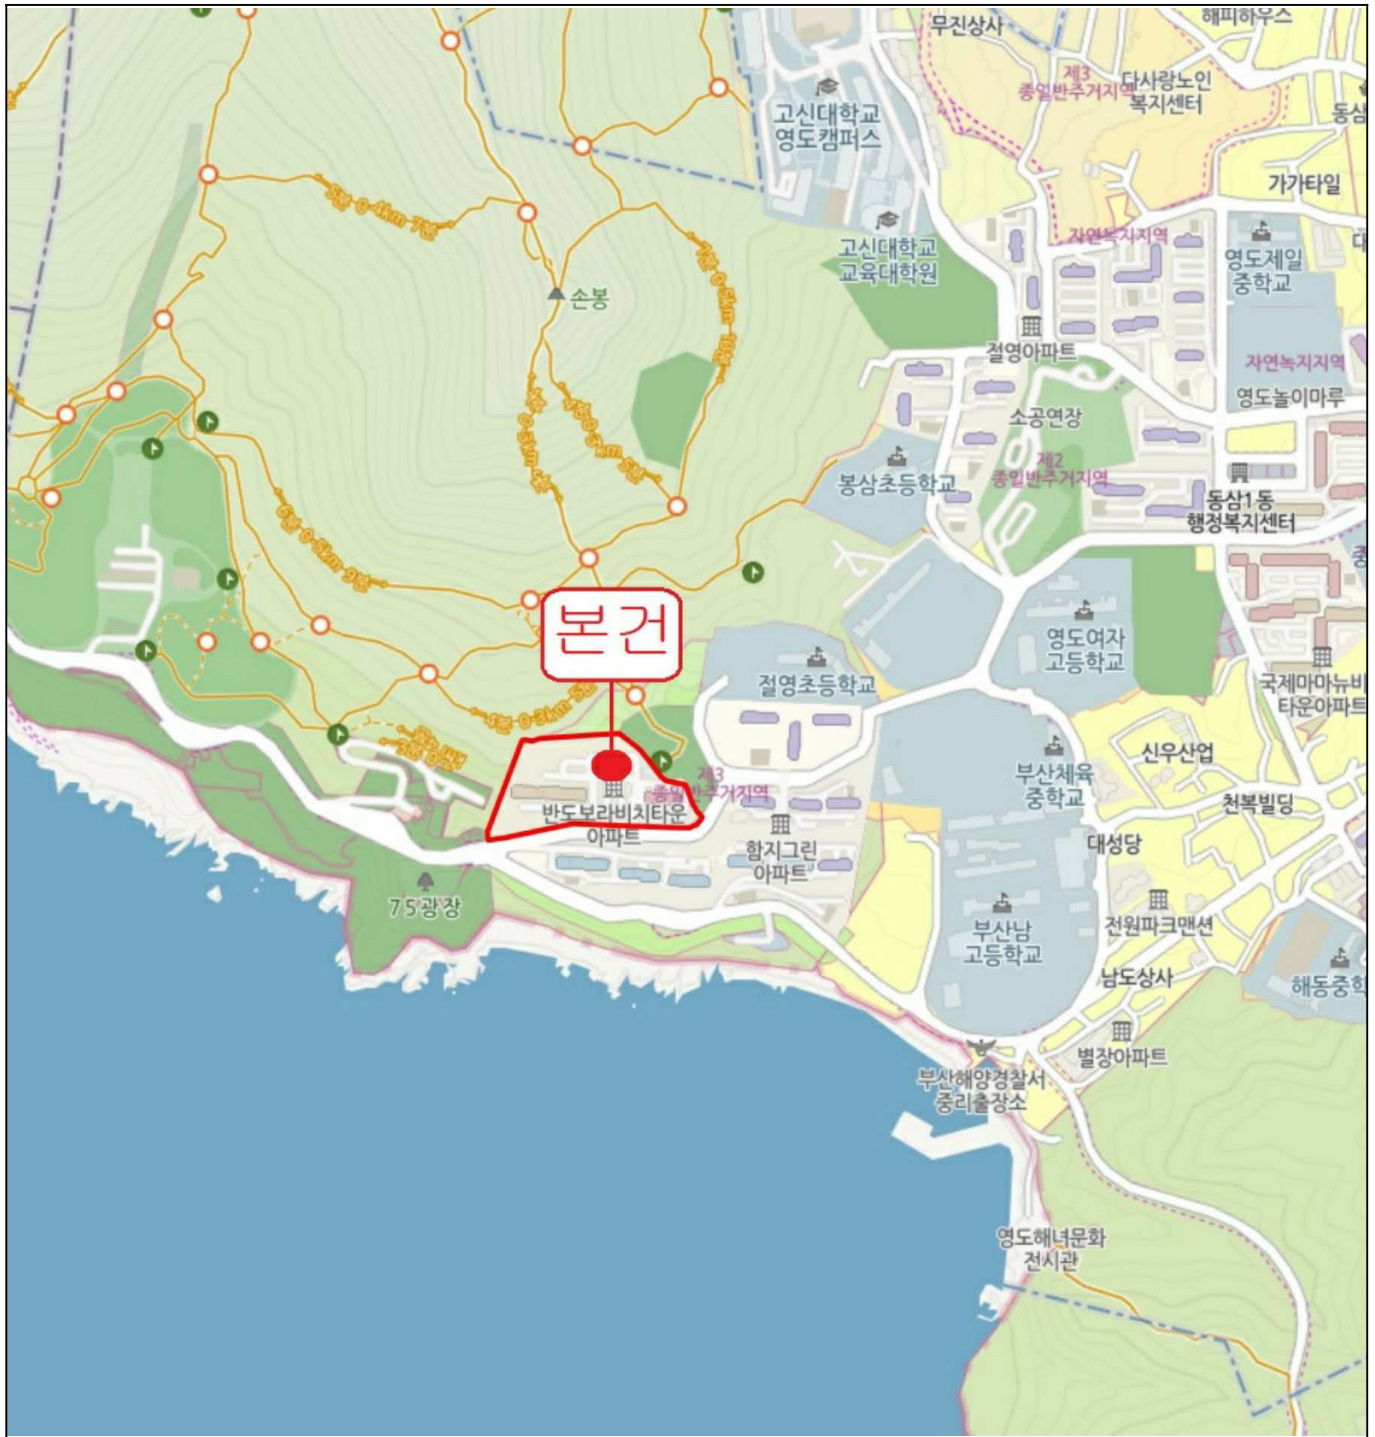 해피하우스
무진상사
제3
종일반주거지역
다사랑노인
복지센터
고신대학교
영도캠퍼스
동삼
가가타일
고신대학교
교육대학원
자연녹지지역
영도제일
중학교
손봉
절영아파트
자연녹지지역
영도놀이마루
소공연장
봉삼초등학교
제2
종일반주거지역
동삼1동
행정복지센터
본건
영도여자
고등학교
절영초등학교
국제마마뉴비
타운아파트
신우산업
부산체육
중학교
천복빌딩
제3
종일반주거지역
반도보라비치타운
아파트
함지그린
아파트
대성당
75광장
전원파크맨션
부산남
고등학교
남도상사
해동중학
별장아파트
부산해양경찰서
중리출장소
영도해녀문화
전시관